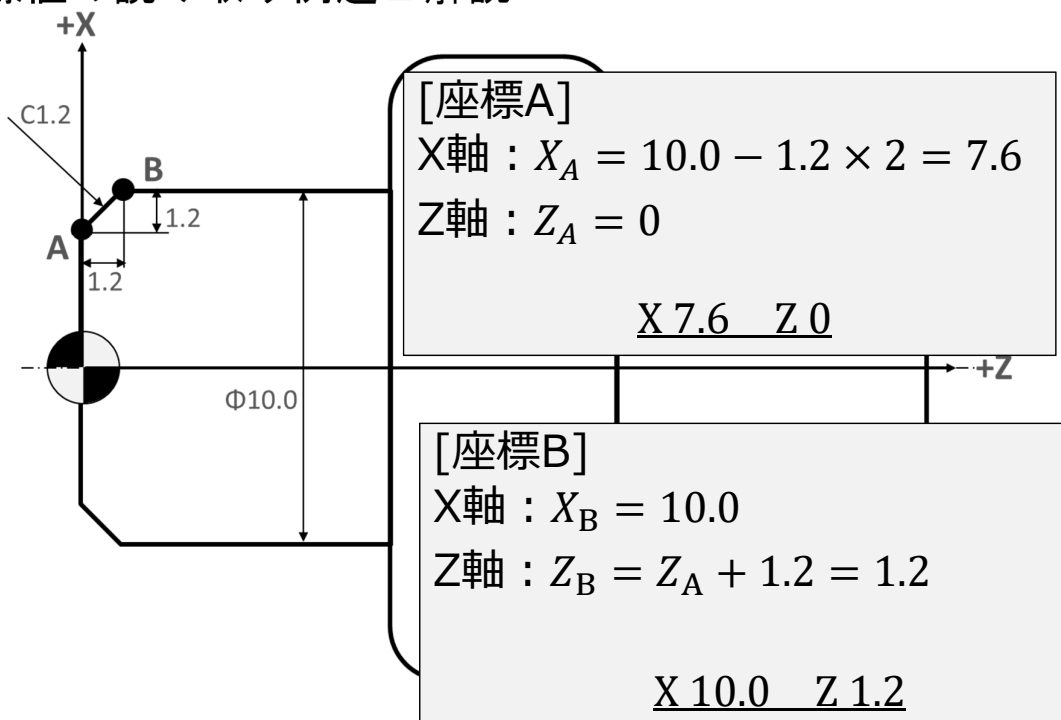 +X
C1.2
B
1.2
A
1.2
Φ10.0
+Z
[座標A]
X軸：X_A = 10.0 − 1.2 × 2 = 7.6
Z軸：Z_A = 0
X 7.6 Z 0
[座標B]
X軸：X_B = 10.0
Z軸：Z_B = Z_A + 1.2 = 1.2
X 10.0 Z 1.2